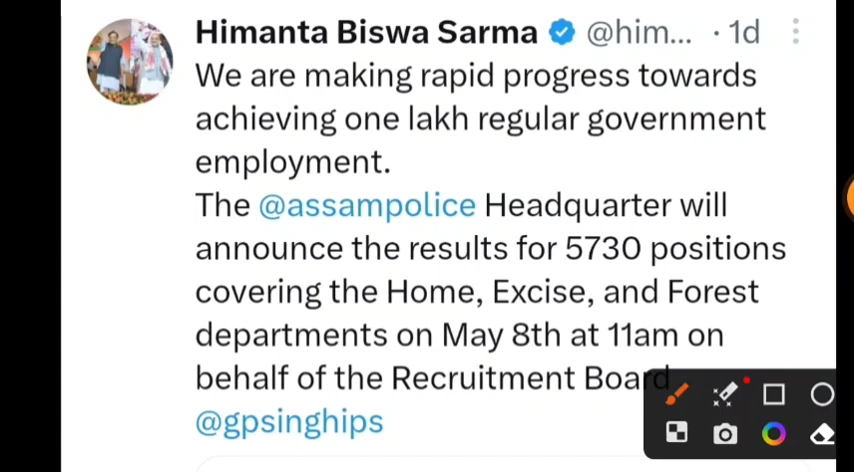 Himanta Biswa Sarma @him... · 1d
We are making rapid progress towards
achieving one lakh regular government
employment.
The @assampolice Headquarter will
announce the results for 5730 positions
covering the Home, Excise, and Forest
departments on May 8th at 11am on
behalf of the Recruitment Board
@gpsinghips